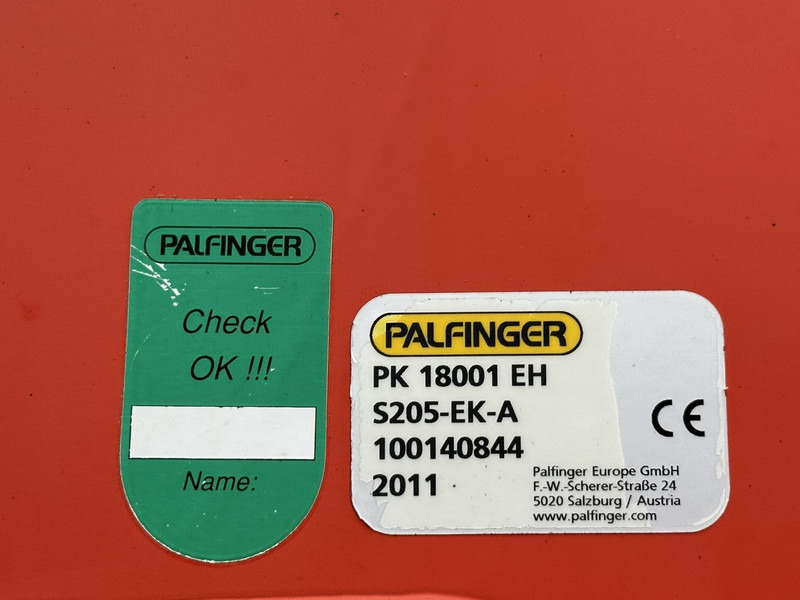 PALFINGER
Check
OK !!!
Name:
PALFINGER
PK 18001 EH
S205-EK-A
100140844
2011
CE
Palfinger Europe GmbH
F.-W.-Scherer-Straße 24
5020 Salzburg / Austria
www.palfinger.com